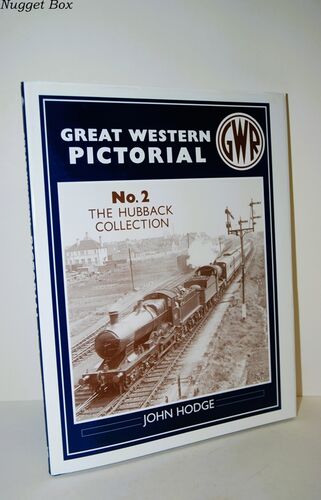 Nugget Box
GREAT WESTERN
PICTORIAL
GWR
No.2
THE HUBBACK
COLLECTION
JOHN HODGE